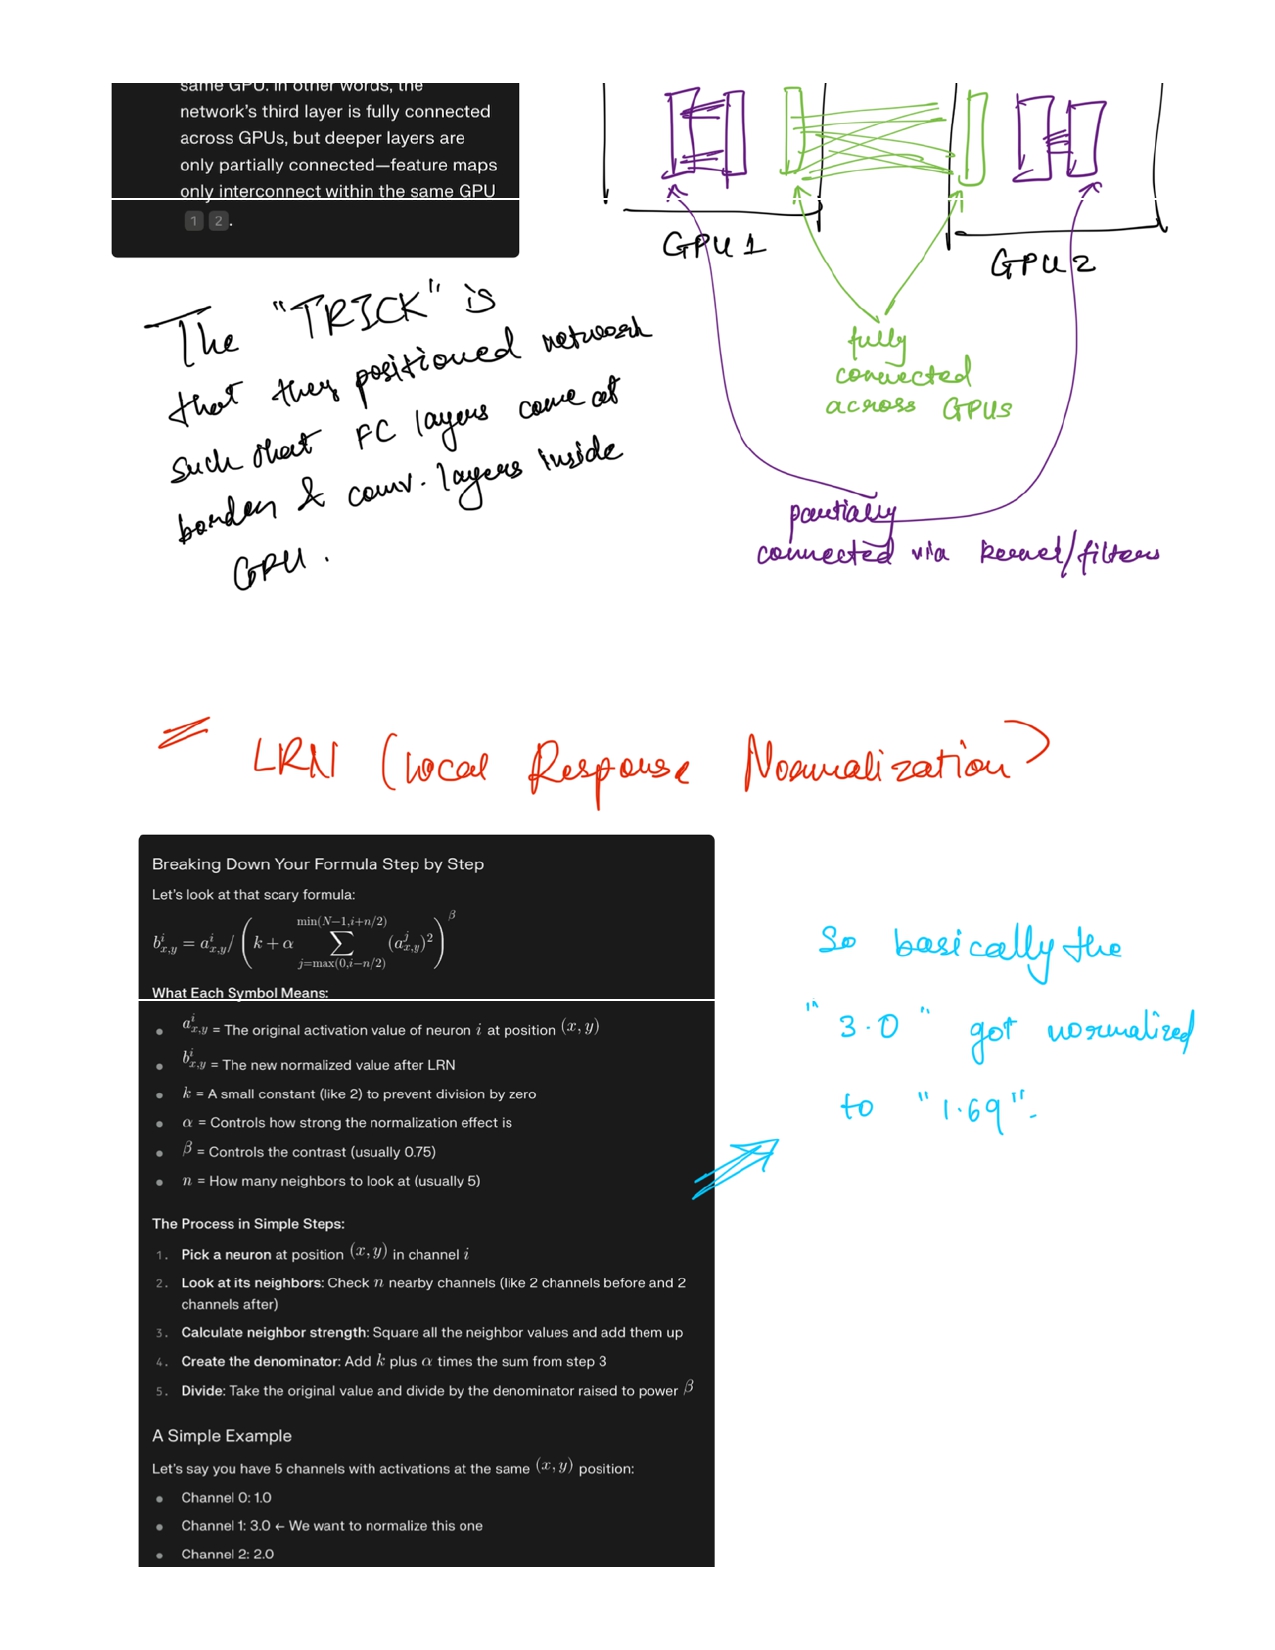 same GPU. In other words, the
network's third layer is fully connected
across GPUs, but deeper layers are
only partially connected—feature maps
only interconnect within the same GPU
1 2 .
GPU 1
GPU 2
fully
connected
across GPUs
partially
connected via kernel/filters
The "TRICK" is
that they positioned network
such that FC layers come at
border & conv. layers inside
GPU.
= LRN (Local Response Normalization)
Breaking Down Your Formula Step by Step
Let's look at that scary formula:
b^i_{x,y} = a^i_{x,y} / ( k + α ∑_{j=max(0,i−n/2)}^{min(N−1,i+n/2)} (a^j_{x,y})^2 )^β
What Each Symbol Means:
• a^i_{x,y} = The original activation value of neuron i at position (x, y)
• b^i_{x,y} = The new normalized value after LRN
• k = A small constant (like 2) to prevent division by zero
• α = Controls how strong the normalization effect is
• β = Controls the contrast (usually 0.75)
• n = How many neighbors to look at (usually 5)
The Process in Simple Steps:
1. Pick a neuron at position (x, y) in channel i
2. Look at its neighbors: Check n nearby channels (like 2 channels before and 2
channels after)
3. Calculate neighbor strength: Square all the neighbor values and add them up
4. Create the denominator: Add k plus α times the sum from step 3
5. Divide: Take the original value and divide by the denominator raised to power β
A Simple Example
Let's say you have 5 channels with activations at the same (x, y) position:
• Channel 0: 1.0
• Channel 1: 3.0 ← We want to normalize this one
• Channel 2: 2.0
So basically the
"3.0" got normalized
to "1.69".